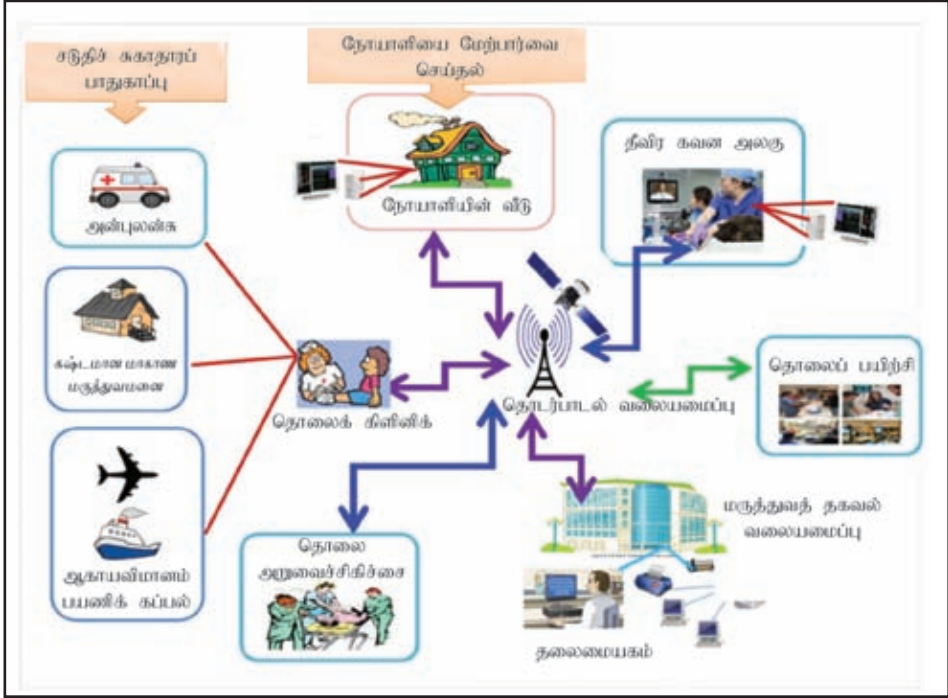 சடுதிச் சுகாதாரப்
பாதுகாப்பு
நோயாளியை மேற்பார்வை
செய்தல்
தீவிர கவன அலகு
அன்புலன்சு
நோயாளியின் வீடு
கஷ்டமான மாகாண
மருத்துவமனை
தொலைக் கிளினிக்
தொடர்பாடல் வலையமைப்பு
தொலைப் பயிற்சி
ஆகாயவிமானம்
பயணிக் கப்பல்
தொலை
அறுவைச்சிகிச்சை
மருத்துவத் தகவல்
வலையமைப்பு
தலைமையகம்